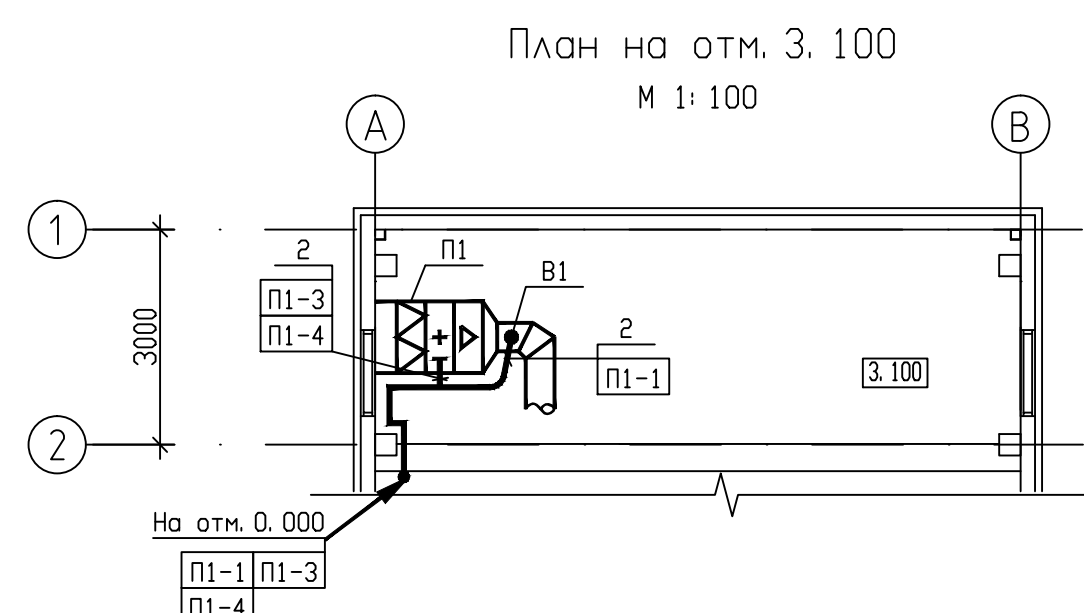 План на отм. 3. 100
М 1: 100
А
В
1
2
П1
В1
П1-3
П1-4
3000
2
П1-1
3. 100
2
На отм. 0. 000
П1-1 П1-3
П1-4